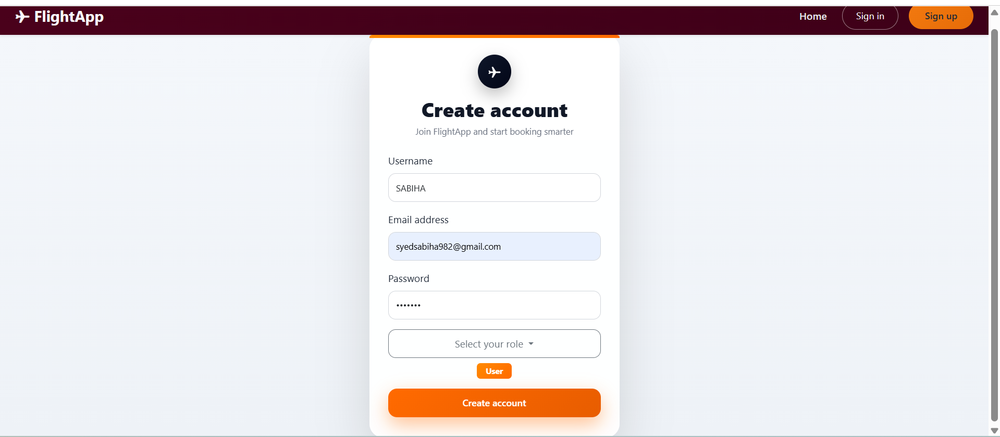 FlightApp
Home
Sign in
Sign up
Create account
Join FlightApp and start booking smarter
Username
SABIHA
Email address
syedsabiha982@gmail.com
Password
•••••••
Select your role
User
Create account